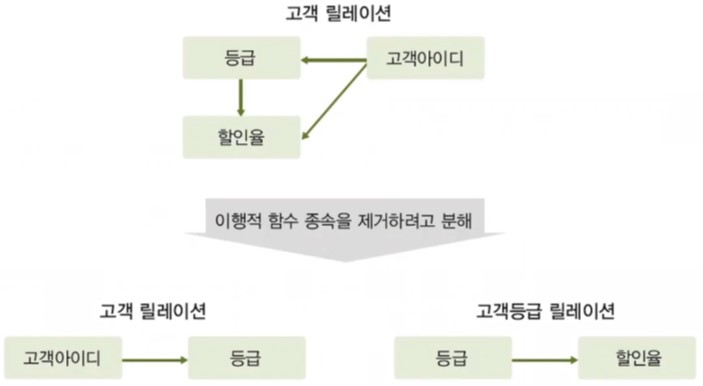 고객 릴레이션
등급
고객아이디
할인율
이행적 함수 종속을 제거하려고 분해
고객 릴레이션
고객등급 릴레이션
고객아이디
등급
등급
할인율